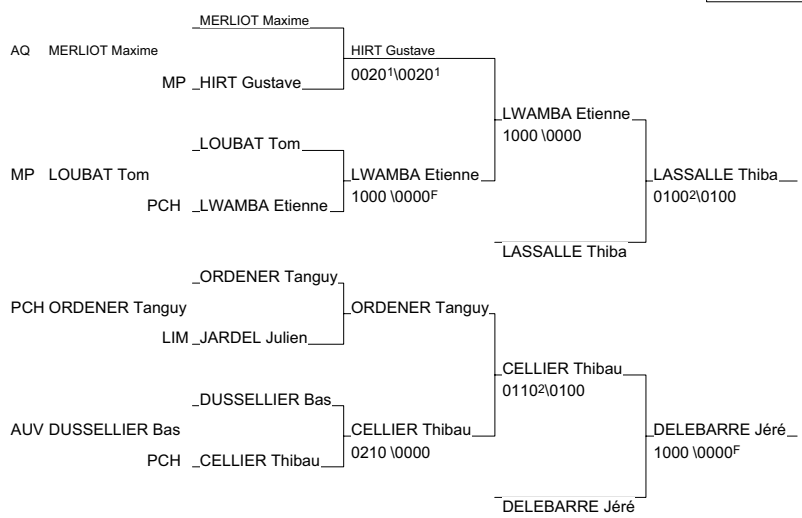 MERLIOT Maxime
AQ MERLIOT Maxime
HIRT Gustave
MP HIRT Gustave
0020¹\0020¹
LWAMBA Etienne
1000 \0000
LOUBAT Tom
MP LOUBAT Tom
LWAMBA Etienne
1000 \0000F
PCH LWAMBA Etienne
LASSALLE Thiba
0100²\0100
LASSALLE Thiba
ORDENER Tanguy
PCH ORDENER Tanguy
ORDENER Tanguy
LIM JARDEL Julien
CELLIER Thibau
0110²\0100
DUSSELLIER Bas
AUV DUSSELLIER Bas
CELLIER Thibau
0210 \0000
PCH CELLIER Thibau
DELEBARRE Jéré
1000 \0000F
DELEBARRE Jéré